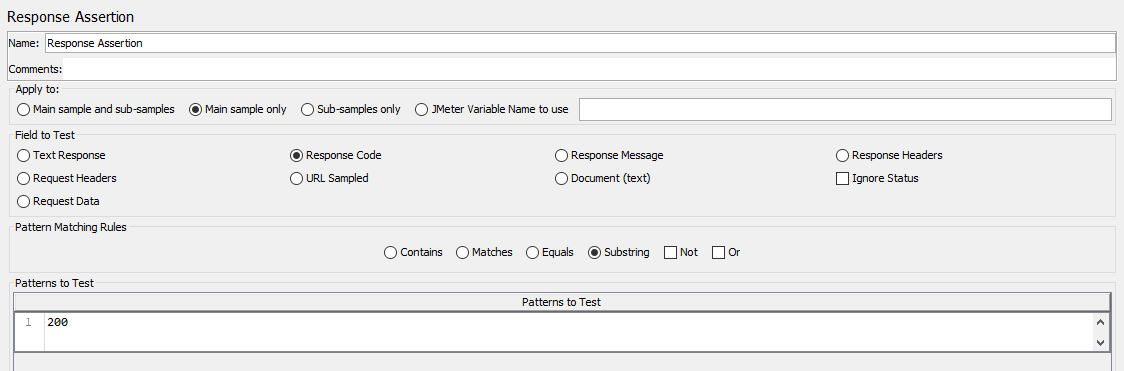 Response Assertion
Name: Response Assertion
Comments:
Apply to:
Main sample and sub-samples Main sample only Sub-samples only JMeter Variable Name to use
Field to Test
Text Response Response Code Response Message Response Headers
Request Headers URL Sampled Document (text) Ignore Status
Request Data
Pattern Matching Rules
Contains Matches Equals Substring Not Or
Patterns to Test
Patterns to Test
1 200